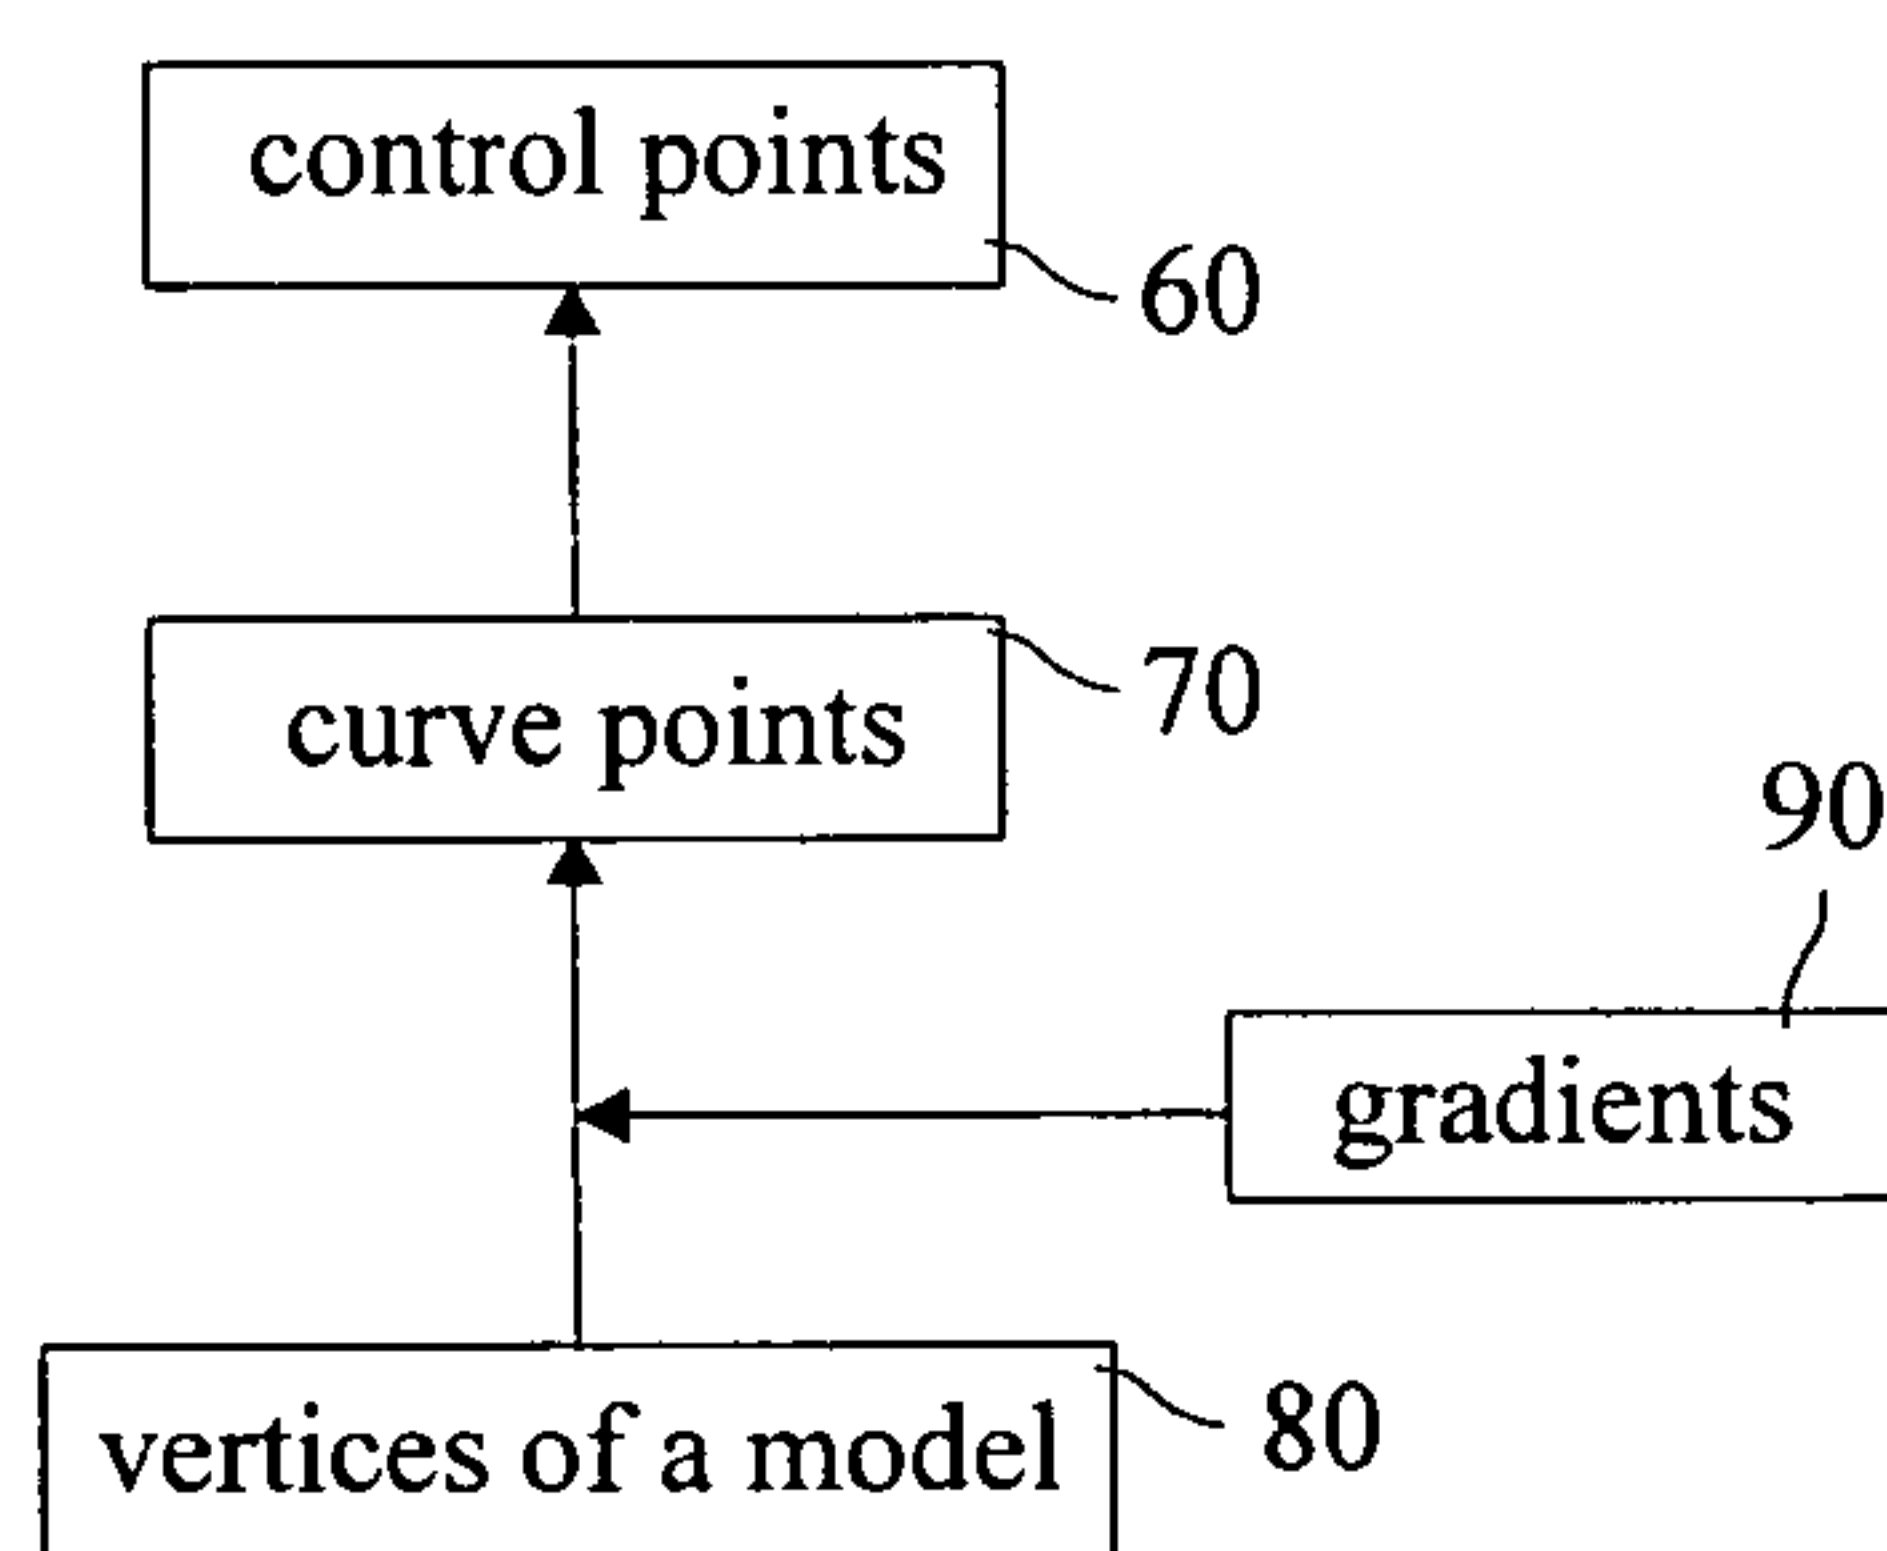 control points
60
curve points
70
90
gradients
vertices of a model
80